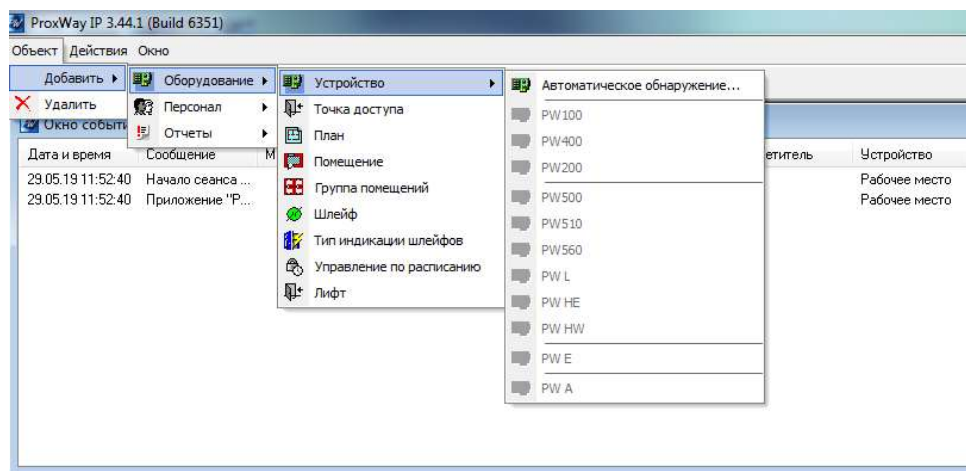 ProxWay IP 3.44.1 (Build 6351)
Объект Действия Окно
Добавить
Удалить
Оборудование
Персонал
Отчеты
Устройство
Точка доступа
План
Помещение
Группа помещений
Шлейф
Тип индикации шлейфов
Управление по расписанию
Лифт
Автоматическое обнаружение...
PW100
PW400
PW200
PW500
PW510
PW560
PW L
PW HE
PW HW
PW E
PW A
Окно событи
Дата и время Сообщение М етитель Устройство
29.05.19 11:52:40 Начало сеанса ... Рабочее место
29.05.19 11:52:40 Приложение "P... Рабочее место